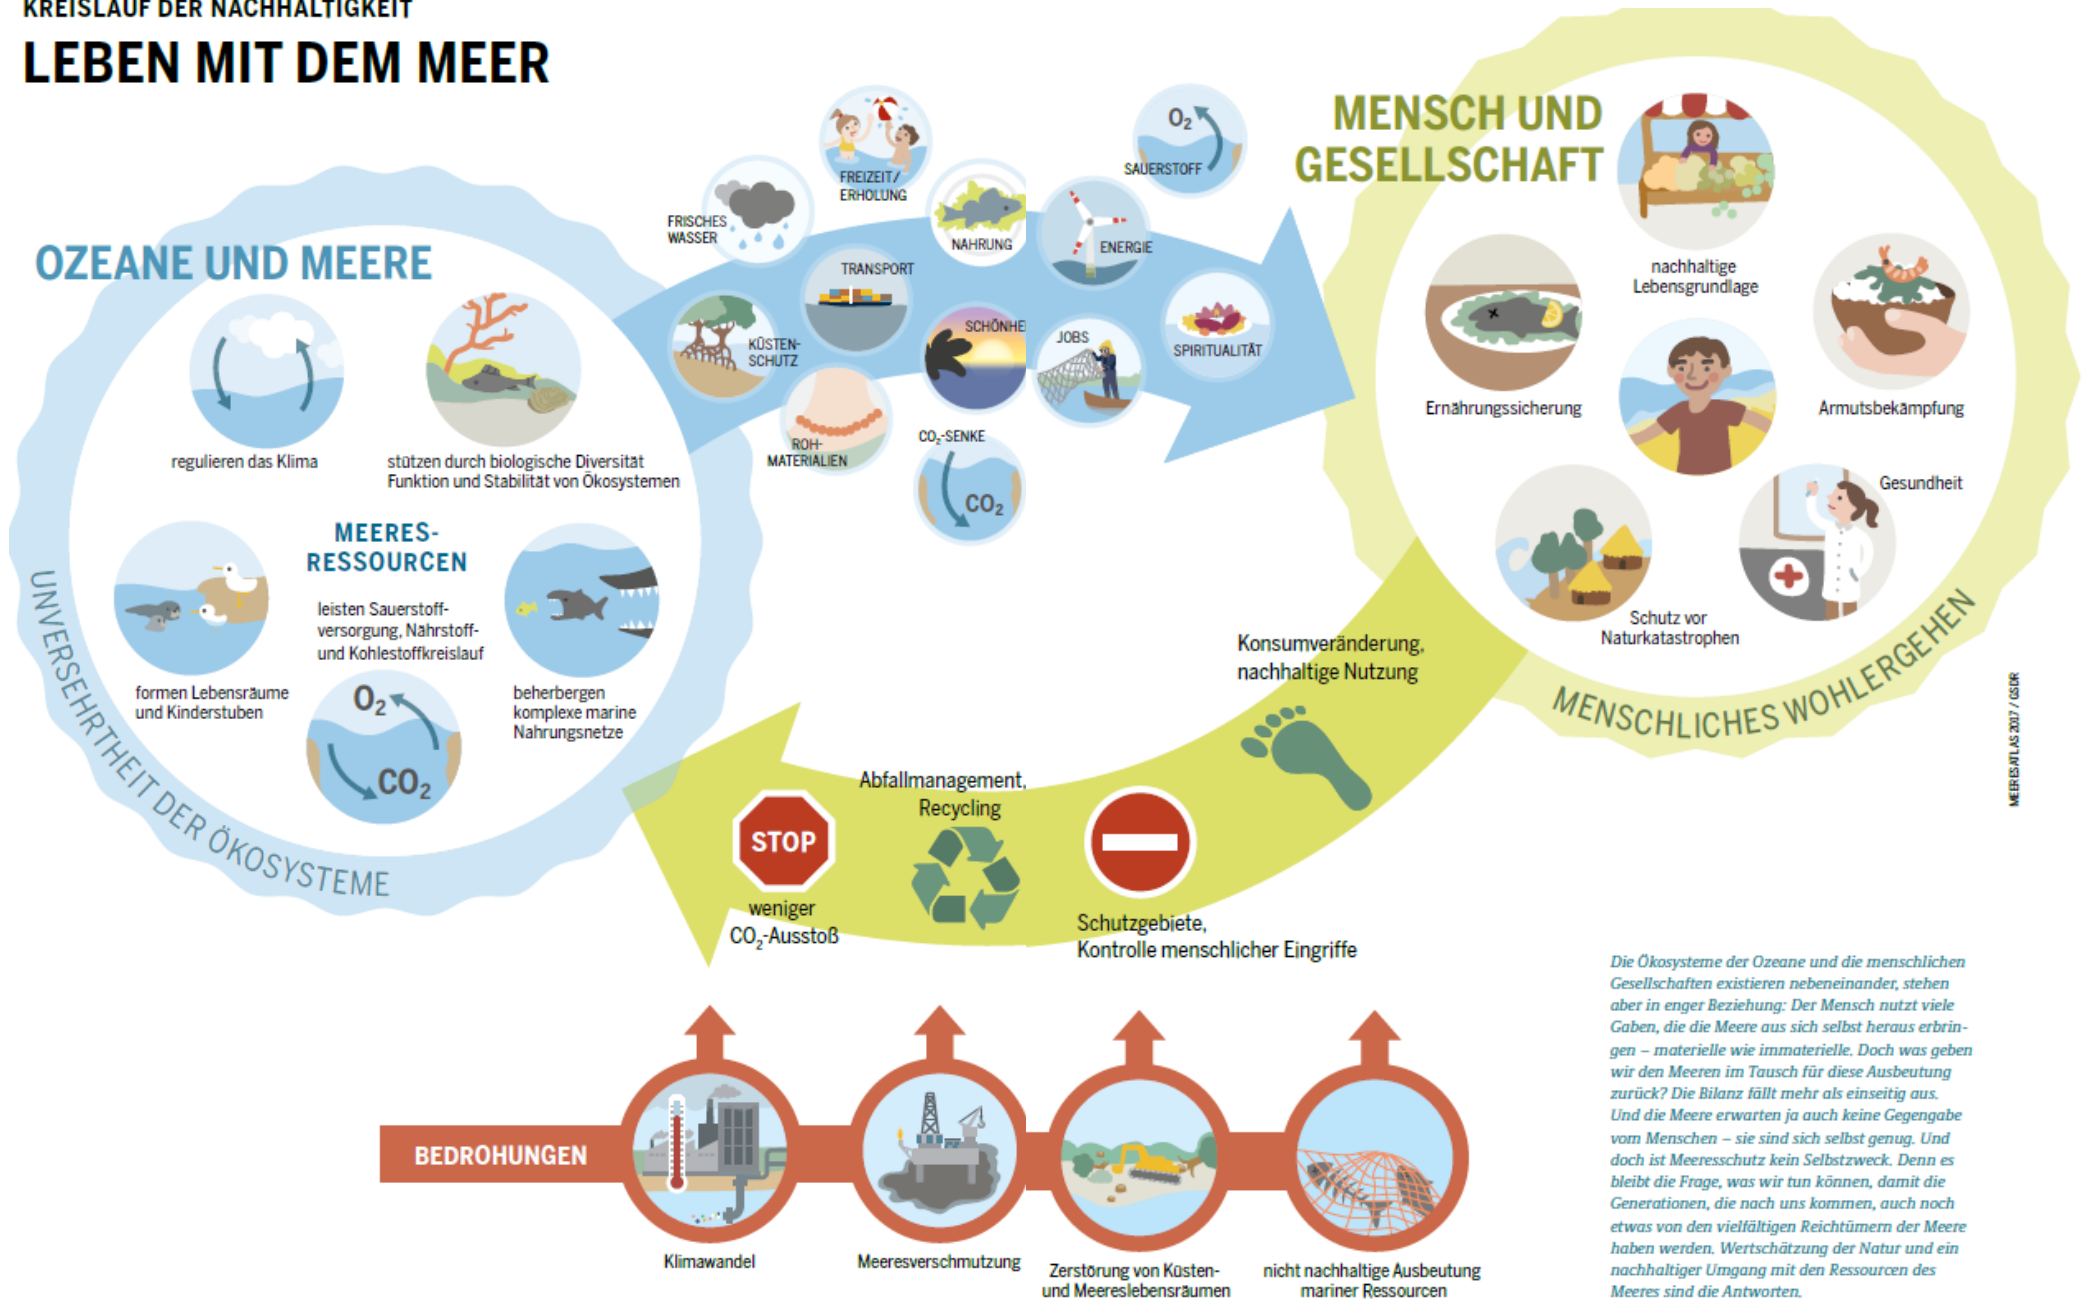 KREISLAUF DER NACHHALTIGKEIT
LEBEN MIT DEM MEER
OZEANE UND MEERE
regulieren das Klima
stützen durch biologische Diversität
Funktion und Stabilität von Ökosystemen
MEERES-
RESSOURCEN
leisten Sauerstoff-
versorgung, Nährstoff-
und Kohlestoffkreislauf
formen Lebensräume
und Kinderstuben
O₂
CO₂
beherbergen
komplexe marine
Nahrungsnetze
UNVERSEHRTHEIT DER ÖKOSYSTEME
FRISCHES
WASSER
FREIZEIT/
ERHOLUNG
NAHRUNG
O₂
SAUERSTOFF
ENERGIE
TRANSPORT
KÜSTEN-
SCHUTZ
SCHÖNHE
JOBS
SPIRITUALITÄT
ROH-
MATERIALIEN
CO₂-SENKE
CO₂
MENSCH UND
GESELLSCHAFT
nachhaltige
Lebensgrundlage
Ernährungssicherung
Armutsbekämpfung
Gesundheit
Schutz vor
Naturkatastrophen
MENSCHLICHES WOHLERGEHEN
Konsumveränderung,
nachhaltige Nutzung
Abfallmanagement,
Recycling
STOP
weniger
CO₂-Ausstoß
Schutzgebiete,
Kontrolle menschlicher Eingriffe
BEDROHUNGEN
Klimawandel
Meeresverschmutzung
Zerstörung von Küsten-
und Meereslebensräumen
nicht nachhaltige Ausbeutung
mariner Ressourcen
MEERESATLAS 2017 / GSDR
Die Ökosysteme der Ozeane und die menschlichen
Gesellschaften existieren nebeneinander, stehen
aber in enger Beziehung: Der Mensch nutzt viele
Gaben, die die Meere aus sich selbst heraus erbrin-
gen – materielle wie immaterielle. Doch was geben
wir den Meeren im Tausch für diese Ausbeutung
zurück? Die Bilanz fällt mehr als einseitig aus.
Und die Meere erwarten ja auch keine Gegengabe
vom Menschen – sie sind sich selbst genug. Und
doch ist Meeresschutz kein Selbstzweck. Denn es
bleibt die Frage, was wir tun können, damit die
Generationen, die nach uns kommen, auch noch
etwas von den vielfältigen Reichtümern der Meere
haben werden. Wertschätzung der Natur und ein
nachhaltiger Umgang mit den Ressourcen des
Meeres sind die Antworten.